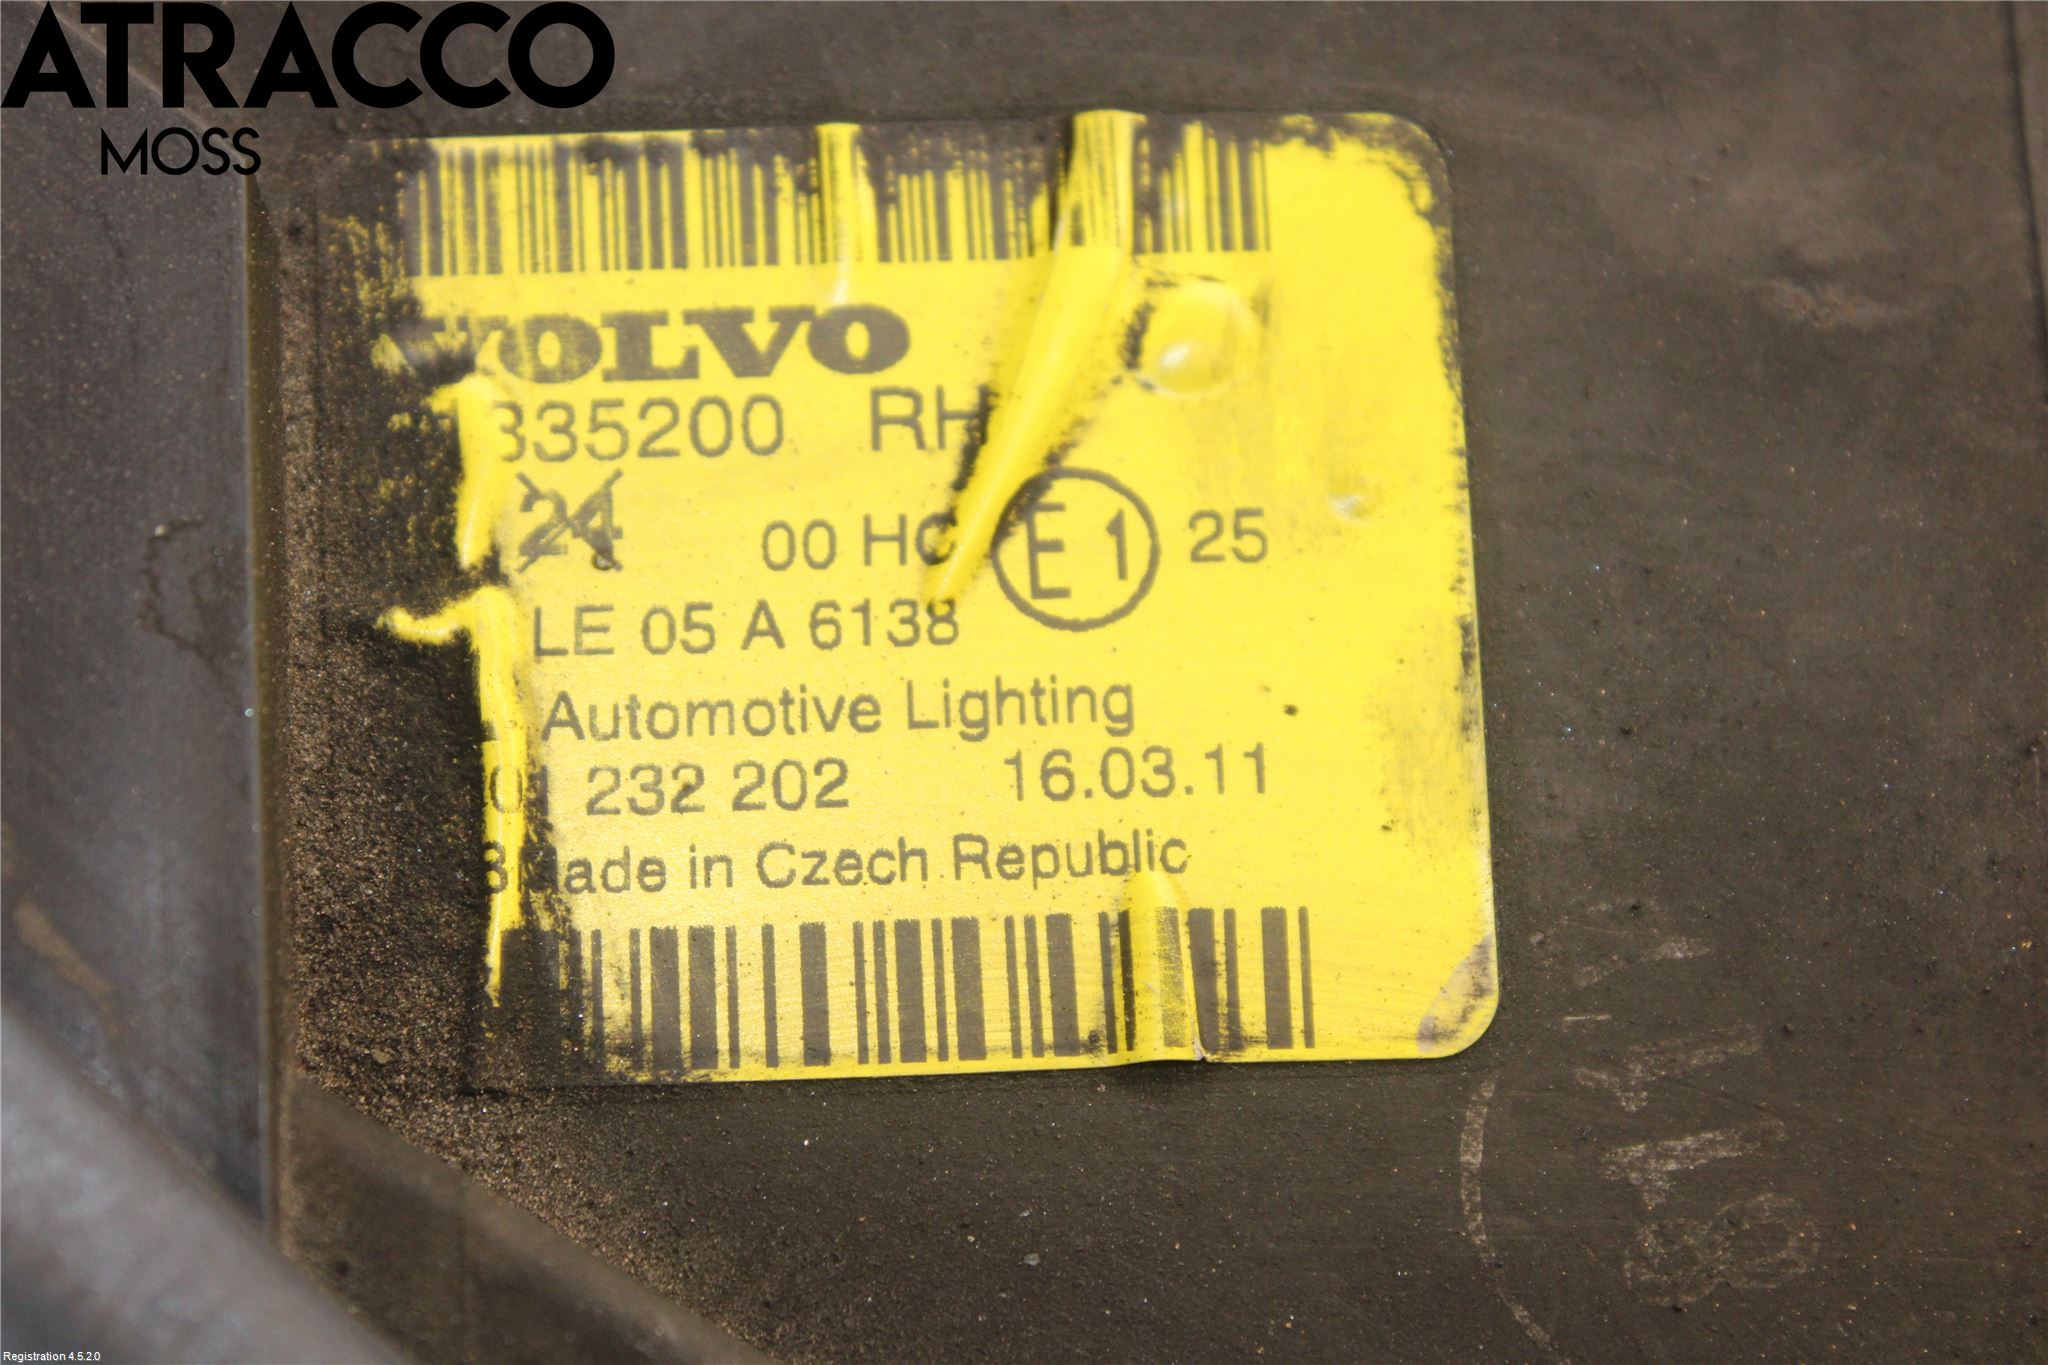 ATRACCO
MOSS
VOLVO
335200 RH
24 00 HC E1 25
LE 05 A 6138
Automotive Lighting
01 232 202 16.03.11
Made in Czech Republic
Registration 4.5.2.0